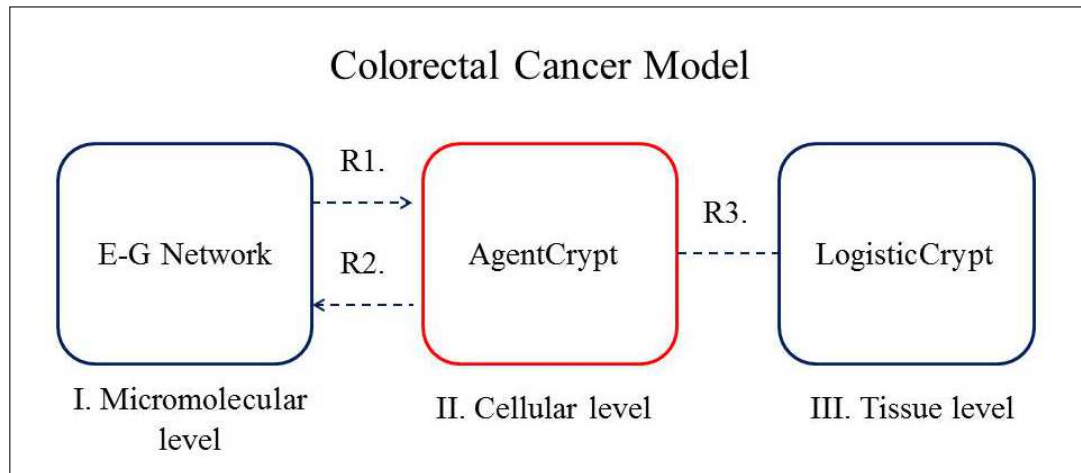 Colorectal Cancer Model
R1.
R2.
R3.
E-G Network
AgentCrypt
LogisticCrypt
I. Micromolecular
level
II. Cellular level
III. Tissue level